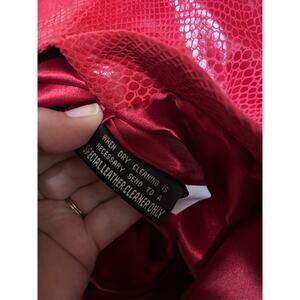 WHEN DRY CLEANING IS
NECESSARY SEND TO A
SPECIAL LEATHER CLEANER ONLY